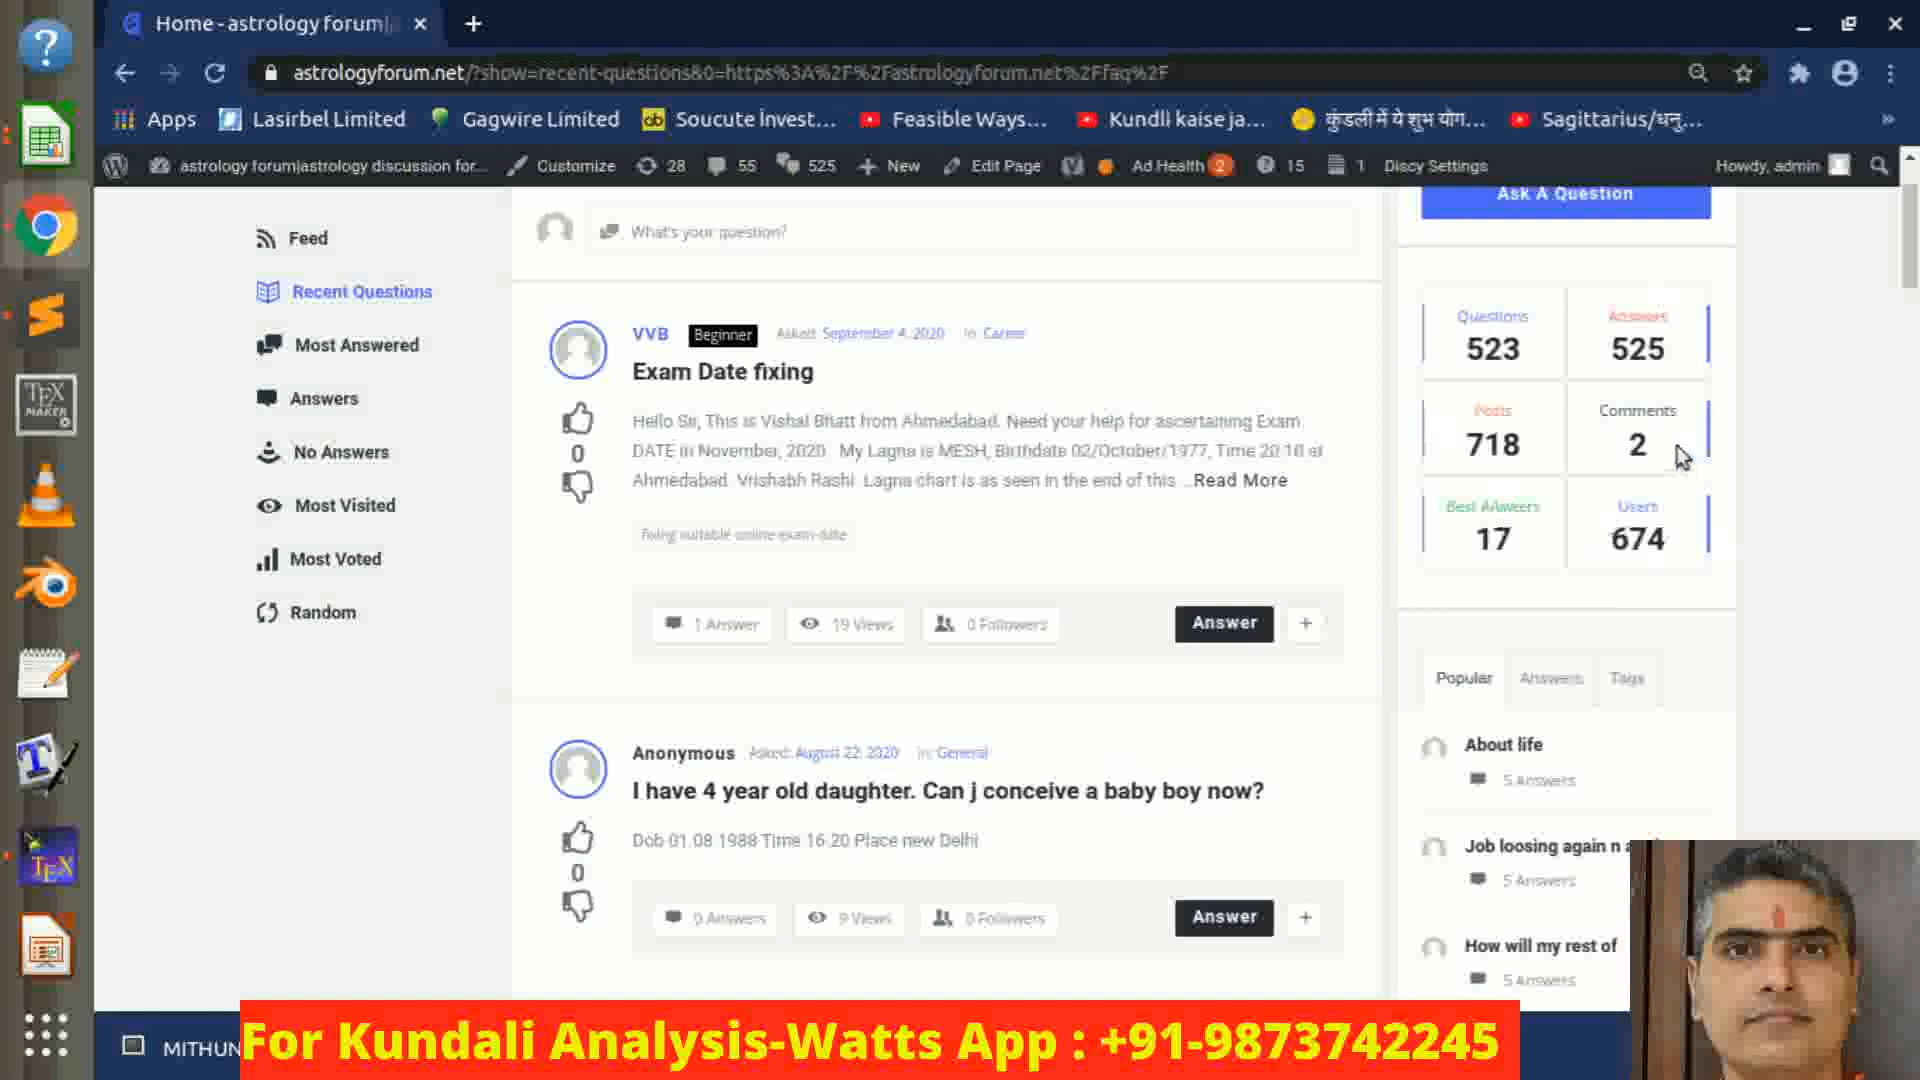 Home - astrology forum|
astrologyforum.net/?show=recent-questions&0=https%3A%2F%2Fastrologyforum.net%2Ffaq%2F
Apps
Lasirbel Limited
Gagwire Limited
Soucute Invest...
Feasible Ways...
Kundli kaise ja...
कुंडली में ये शुभ योग...
Sagittarius/धनु...
»
astrology forum|astrology discussion for...
Customize
28
55
525
New
Edit Page
Ad Health 2
15
1
Discy Settings
Howdy, admin
Feed
Recent Questions
Most Answered
Answers
No Answers
Most Visited
Most Voted
Random
What's your question?
VVB Beginner Asked: September 4, 2020 In: Career
Exam Date fixing
Hello Sir, This is Vishal Bhatt from Ahmedabad. Need your help for ascertaining Exam
DATE in November, 2020 My Lagna is MESH, Birthdate 02/October/1977, Time 20:10 at
Ahmedabad. Vrishabh Rashi. Lagna chart is as seen in the end of this ...Read More
0
fixing suitable online exam-date
1 Answer
19 Views
0 Followers
Answer
+
Anonymous Asked: August 22, 2020 In: General
I have 4 year old daughter. Can j conceive a baby boy now?
Dob 01.08 1988 Time 16.20 Place new Delhi
0
0 Answers
9 Views
0 Followers
Answer
+
Ask A Question
Questions
523
Answers
525
Posts
718
Comments
2
Best Answers
17
Users
674
Popular
Answers
Tags
About life
5 Answers
Job loosing again n a
5 Answers
How will my rest of
5 Answers
TEX
MAKER
T
TEX
MITHUN
For Kundali Analysis-Watts App : +91-9873742245